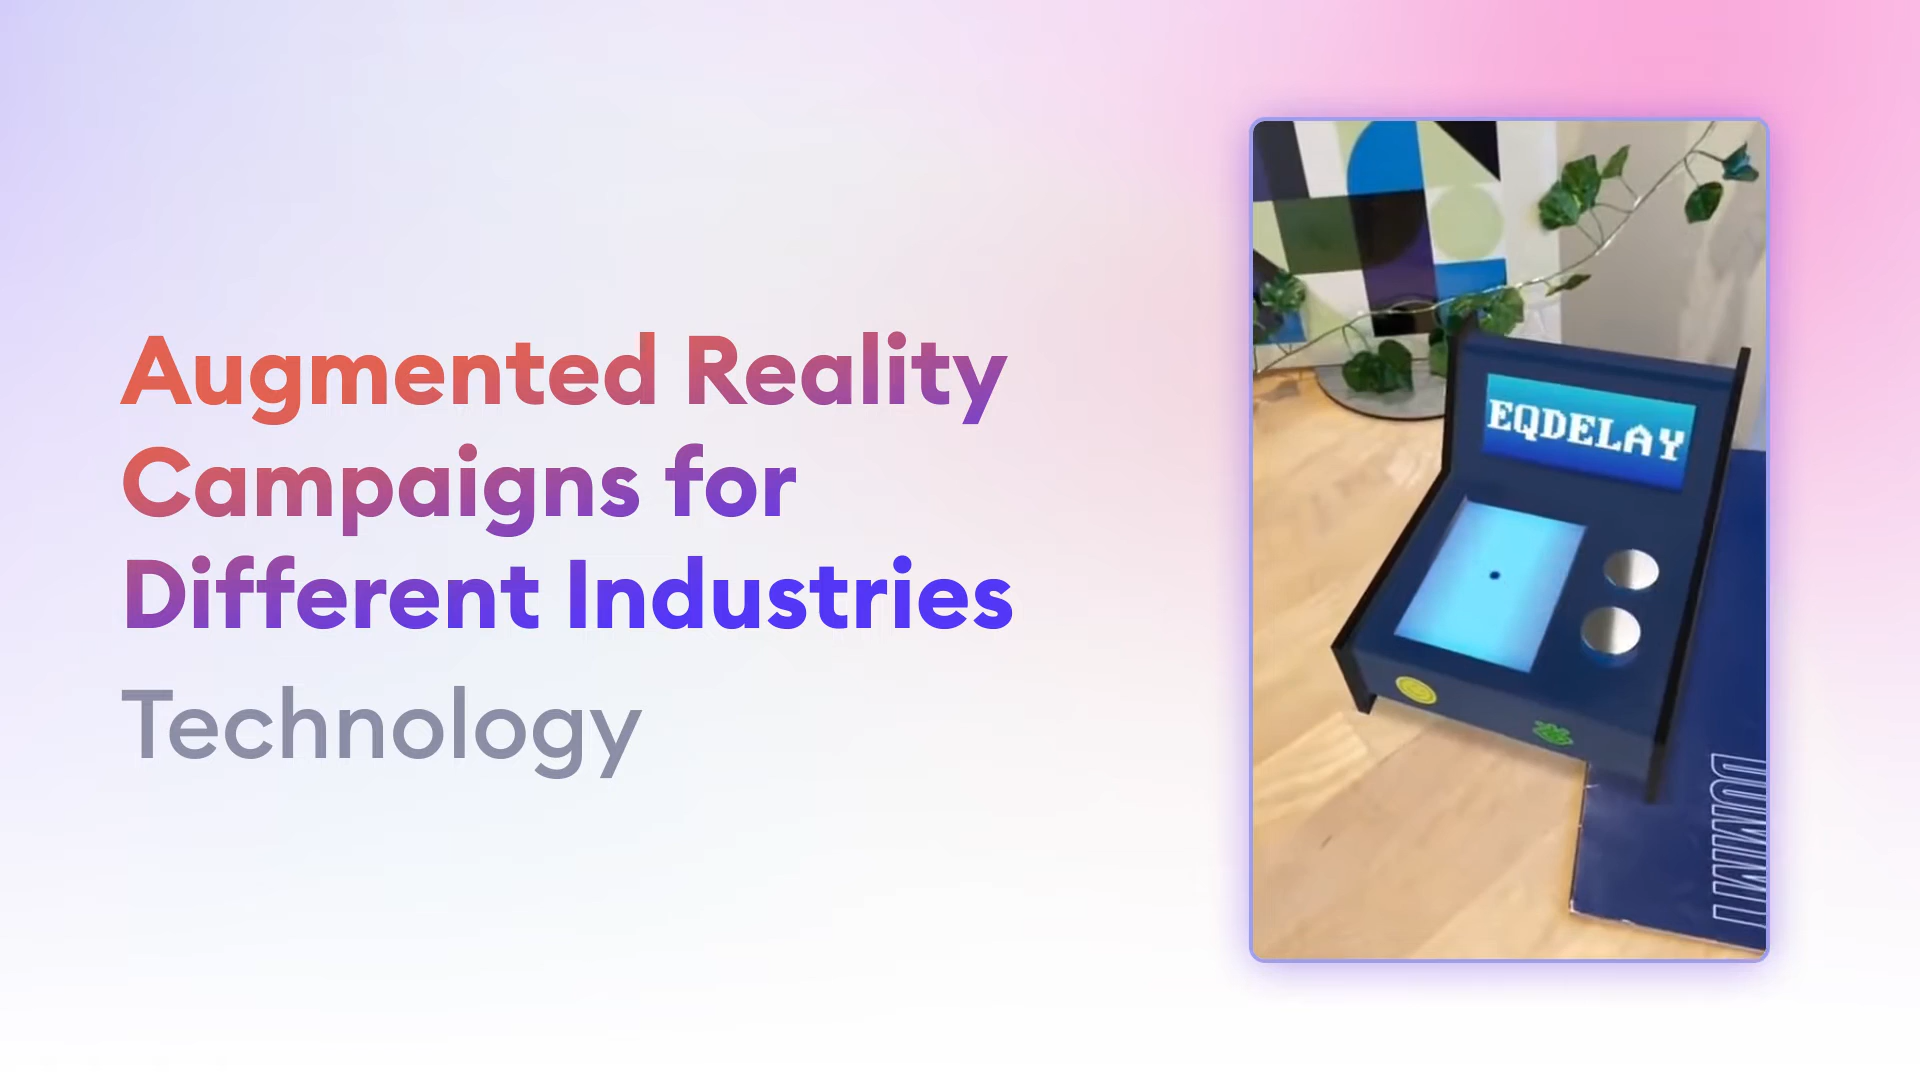 Augmented Reality
Campaigns for
Different Industries
Technology
EQDELAY